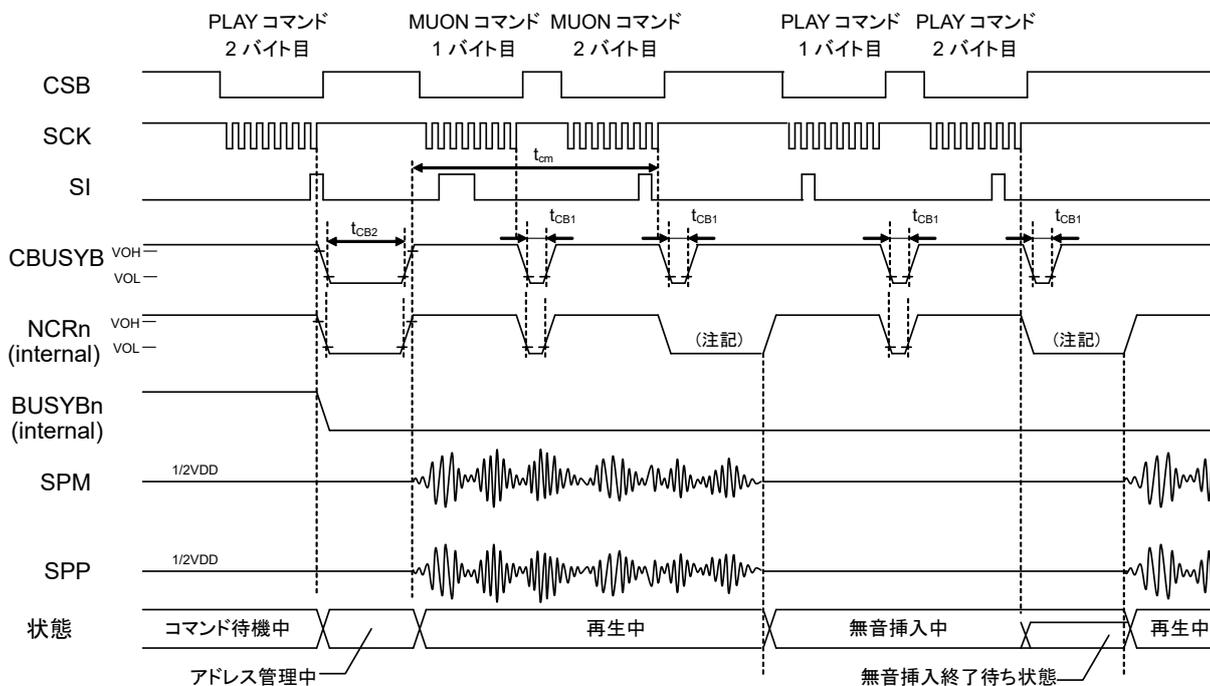 PLAY コマンド
2 バイト目
MUON コマンド
1 バイト目
MUON コマンド
2 バイト目
PLAY コマンド
1 バイト目
PLAY コマンド
2 バイト目
CSB
SCK
tcm
SI
tCB2
tCB1
tCB1
tCB1
tCB1
CBUSYB
VOH
VOL
NCRn
(internal)
VOH
VOL
(注記)
(注記)
BUSYBn
(internal)
SPM
1/2VDD
SPP
1/2VDD
状態
コマンド待機中
再生中
無音挿入中
再生中
アドレス管理中
無音挿入終了待ち状態